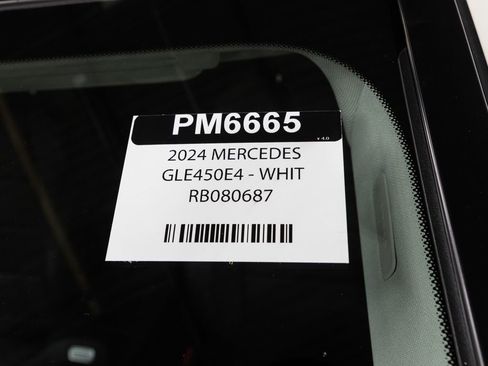 PM6665
v 4.0
2024 MERCEDES
GLE450E4 - WHIT
RB080687